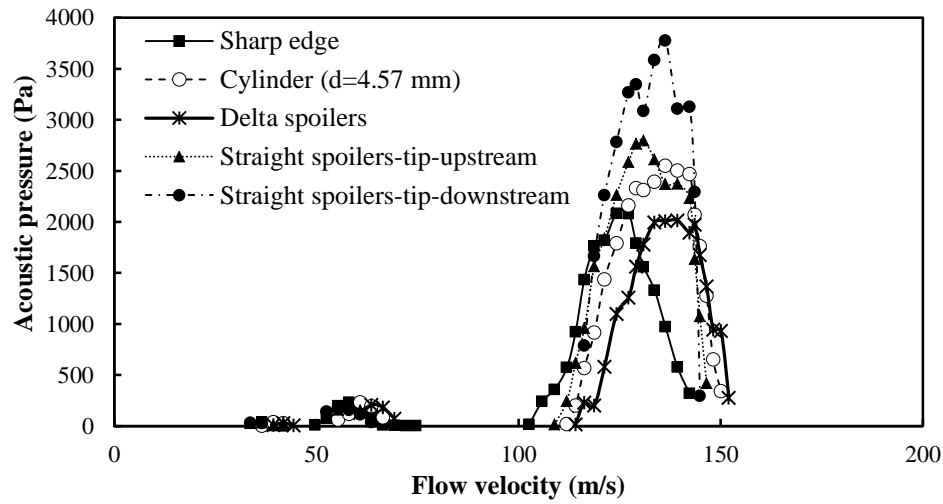 4000
3500
3000
2500
2000
1500
1000
500
0
Acoustic pressure (Pa)
Sharp edge
Cylinder (d=4.57 mm)
Delta spoilers
Straight spoilers-tip-upstream
Straight spoilers-tip-downstream
0 50 100 150 200
Flow velocity (m/s)